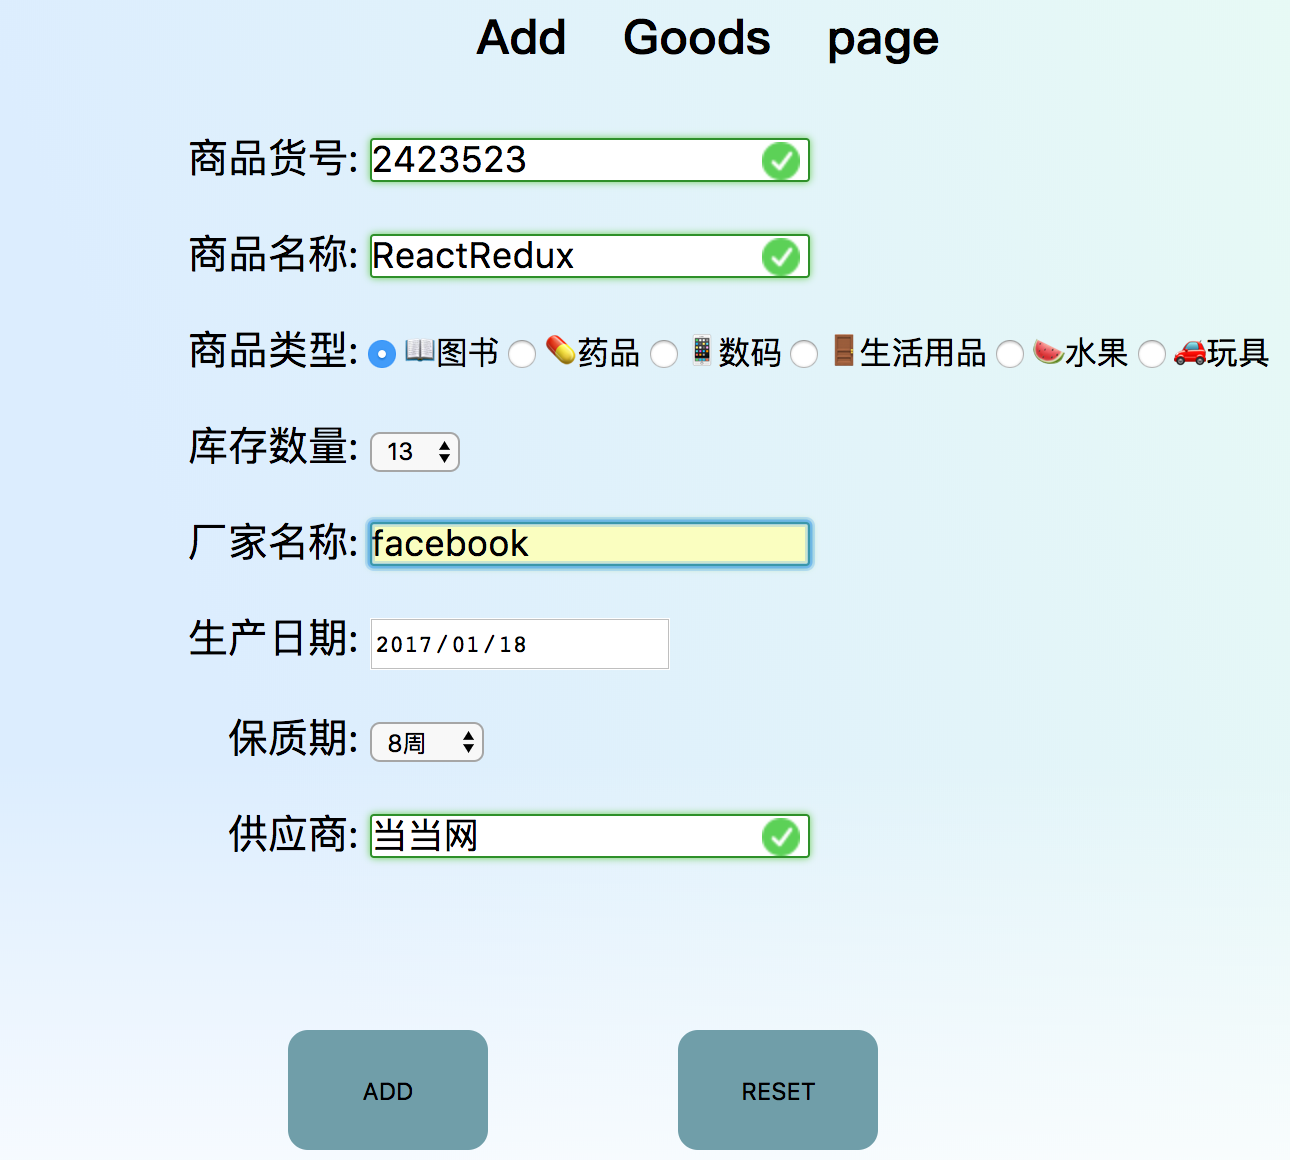 Add Goods page
商品货号: 2423523
商品名称: ReactRedux
商品类型: 📖图书 💊药品 📱数码 🚪生活用品 🍉水果 🚗玩具
库存数量: 13
厂家名称: facebook
生产日期: 2017/01/18
保质期: 8周
供应商: 当当网
ADD RESET